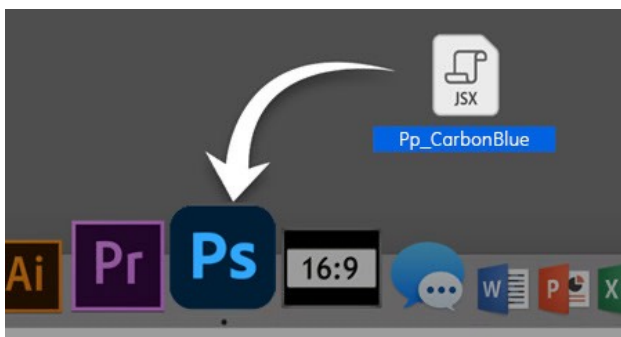 JSX
Pp_CarbonBlue
Ai
Pr
Ps
16:9
W
P
X